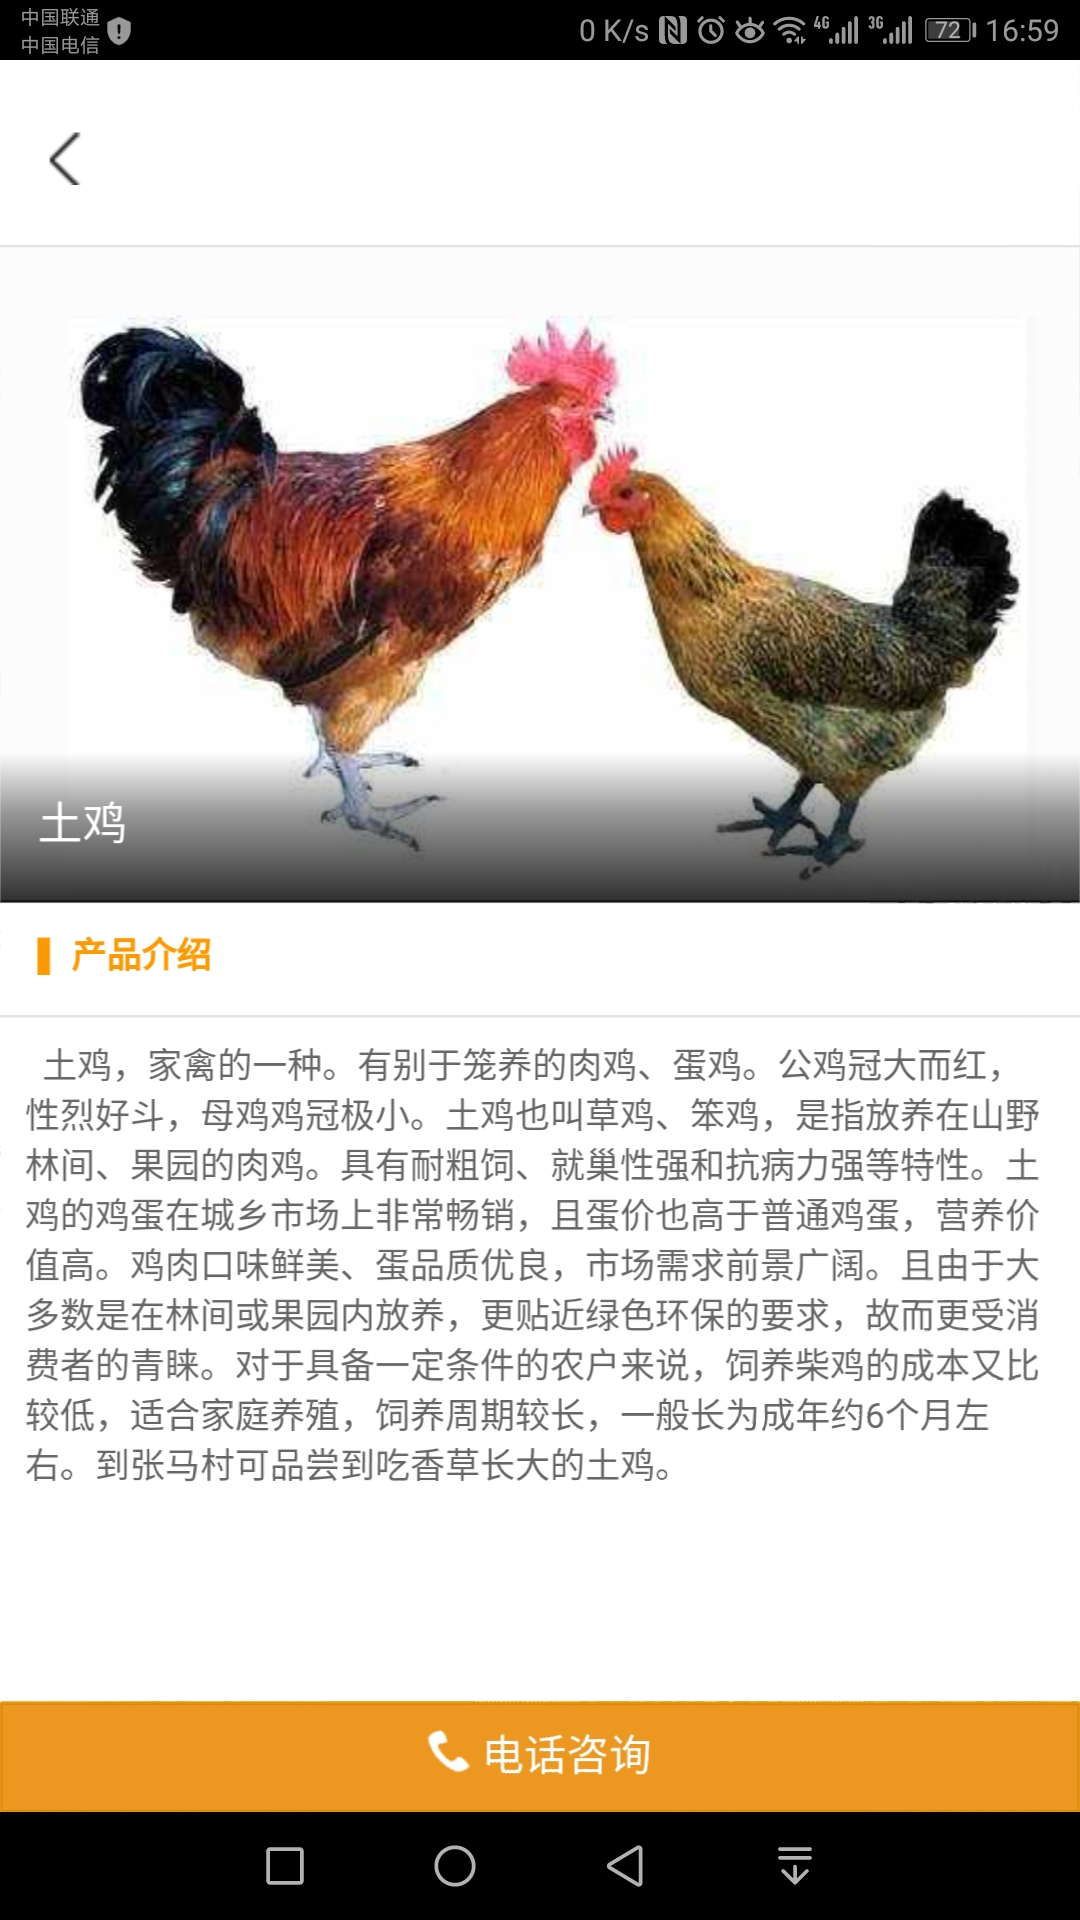 中国联通
中国电信
0 K/s 4G 3G 72 16:59
土鸡
产品介绍
土鸡，家禽的一种。有别于笼养的肉鸡、蛋鸡。公鸡冠大而红，
性烈好斗，母鸡鸡冠极小。土鸡也叫草鸡、笨鸡，是指放养在山野
林间、果园的肉鸡。具有耐粗饲、就巢性强和抗病力强等特性。土
鸡的鸡蛋在城乡市场上非常畅销，且蛋价也高于普通鸡蛋，营养价
值高。鸡肉口味鲜美、蛋品质优良，市场需求前景广阔。且由于大
多数是在林间或果园内放养，更贴近绿色环保的要求，故而更受消
费者的青睐。对于具备一定条件的农户来说，饲养柴鸡的成本又比
较低，适合家庭养殖，饲养周期较长，一般长为成年约6个月左
右。到张马村可品尝到吃香草长大的土鸡。
电话咨询